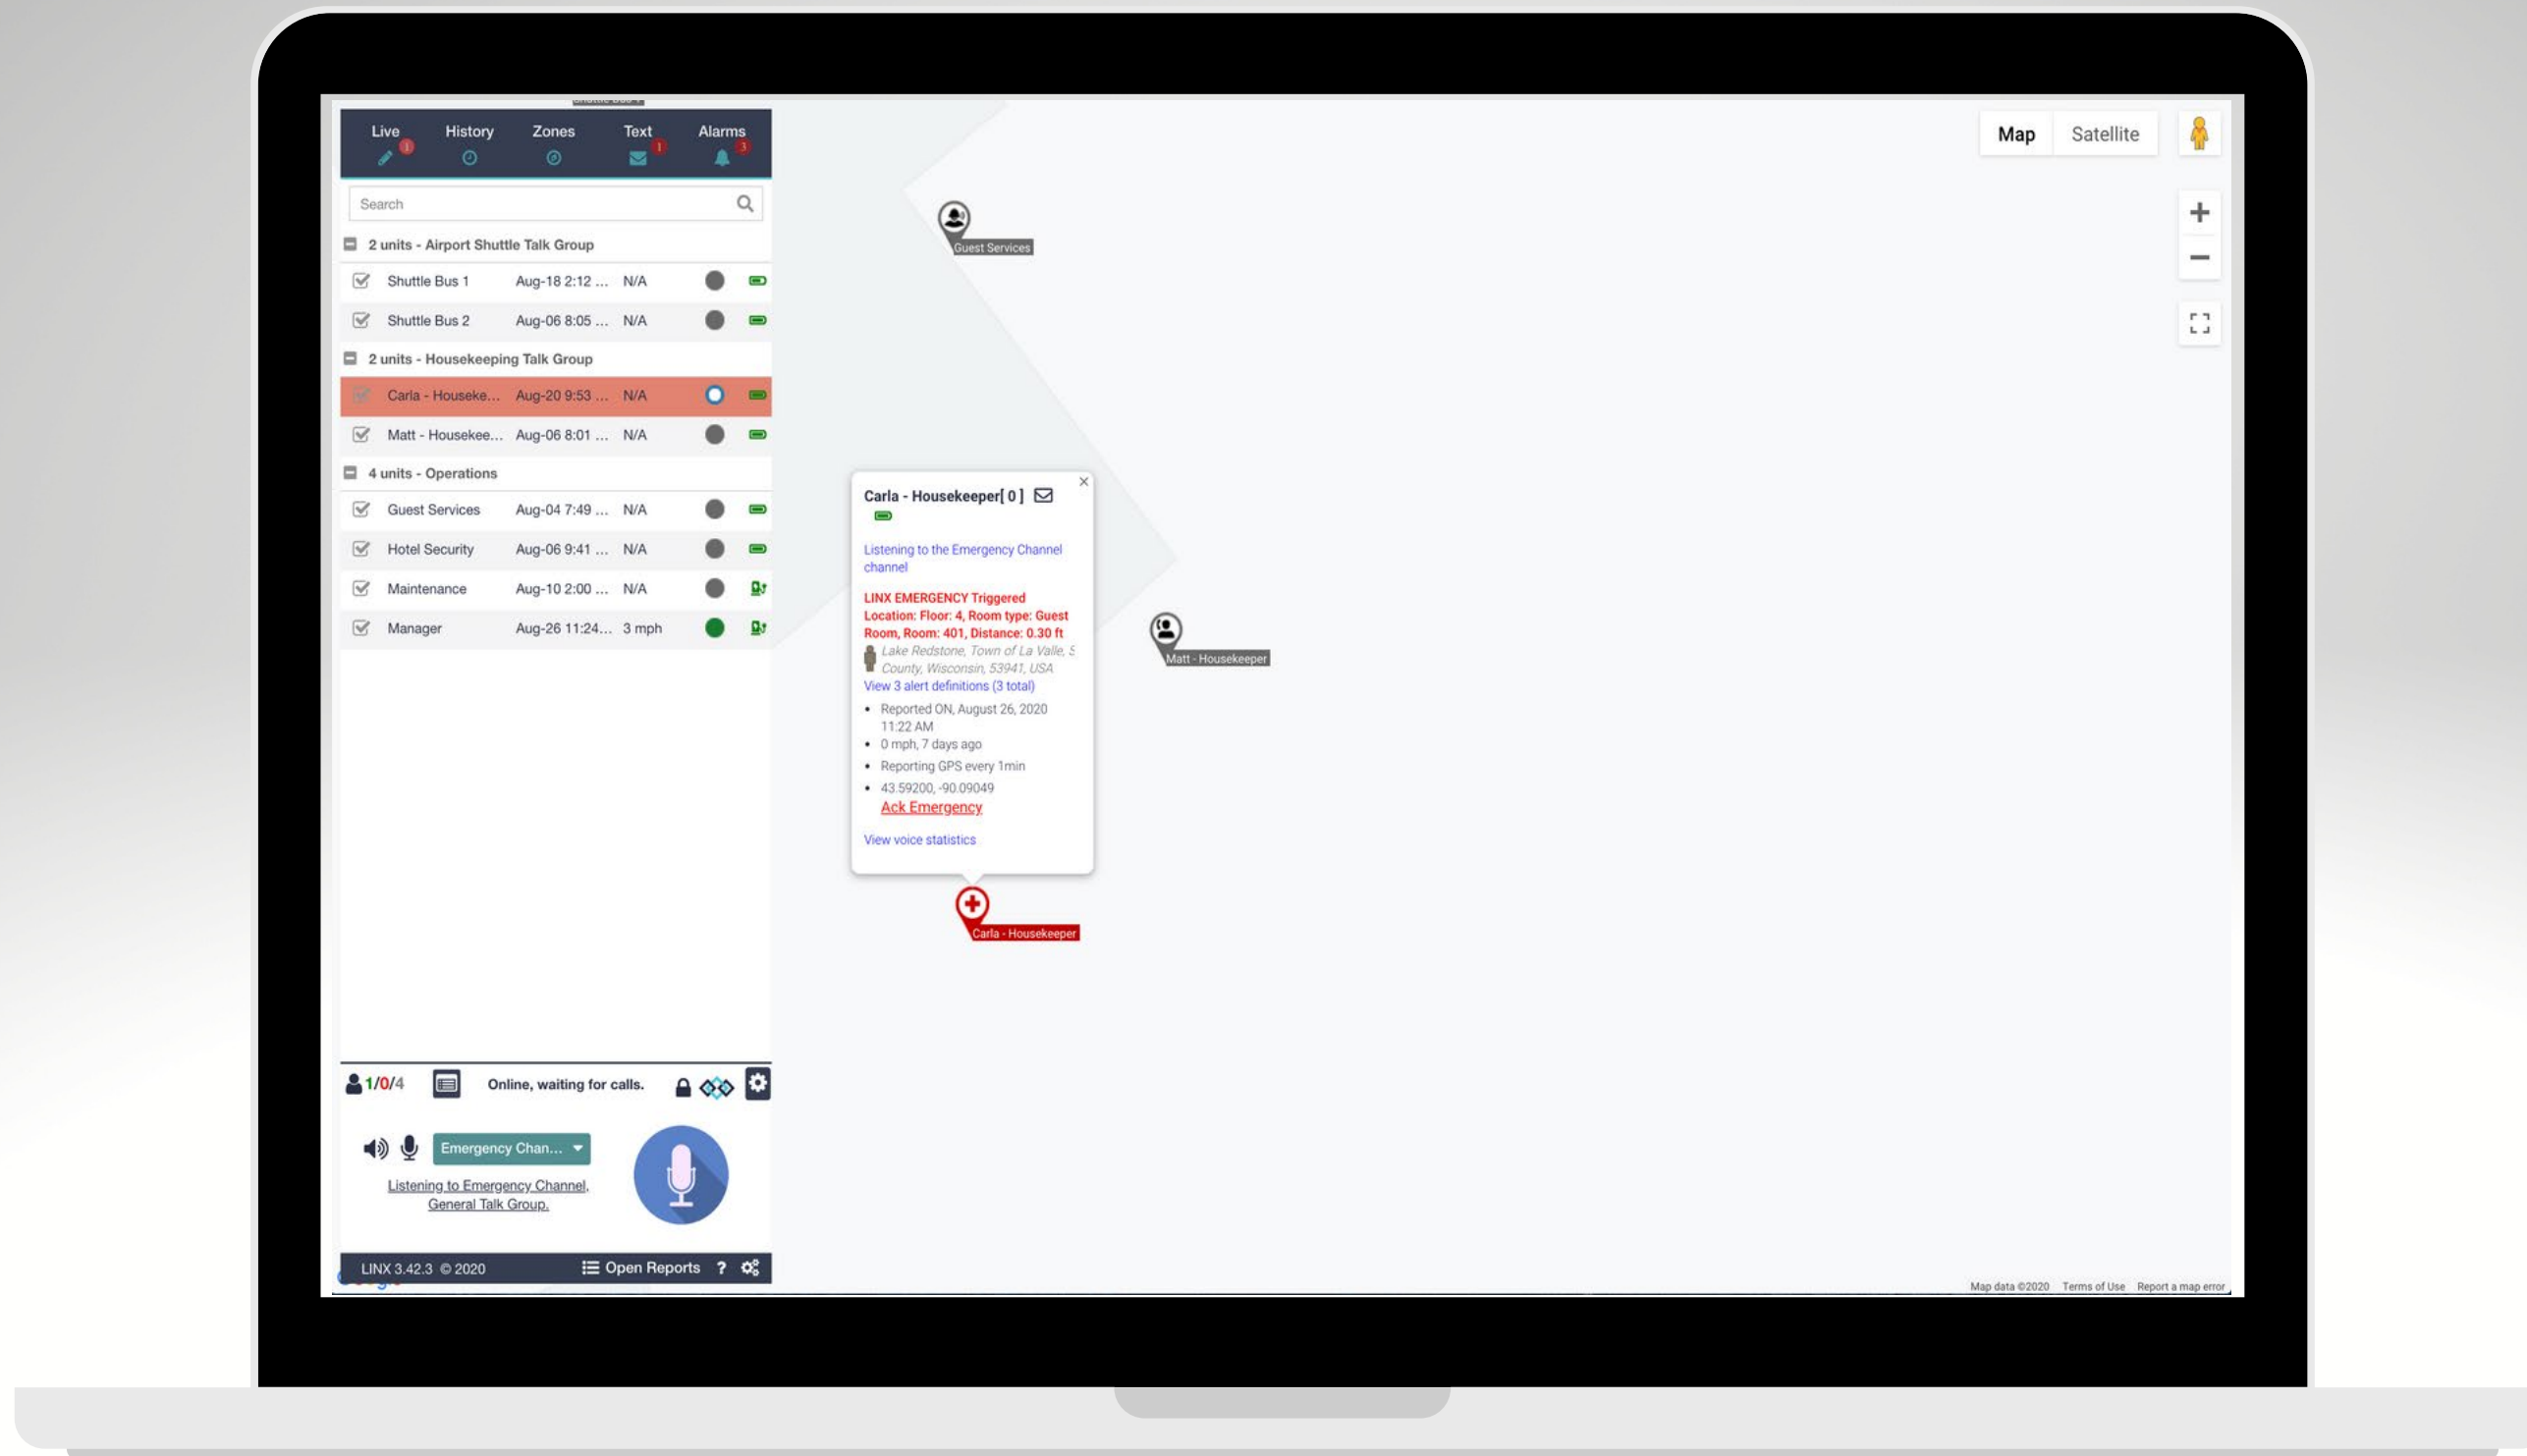 Live History Zones Text Alarms
1 1 3
Search
2 units - Airport Shuttle Talk Group
Shuttle Bus 1 Aug-18 2:12 ... N/A
Shuttle Bus 2 Aug-06 8:05 ... N/A
2 units - Housekeeping Talk Group
Carla - Houseke... Aug-20 9:53 ... N/A
Matt - Housekee... Aug-06 8:01 ... N/A
4 units - Operations
Guest Services Aug-04 7:49 ... N/A
Hotel Security Aug-06 9:41 ... N/A
Maintenance Aug-10 2:00 ... N/A
Manager Aug-26 11:24... 3 mph
1/0/4
Online, waiting for calls.
Emergency Chan...
Listening to Emergency Channel,
General Talk Group.
LINX 3.42.3 © 2020 Open Reports ?
Guest Services
Carla - Housekeeper[ 0 ]
×
Listening to the Emergency Channel
channel
LINX EMERGENCY Triggered
Location: Floor: 4, Room type: Guest
Room, Room: 401, Distance: 0.30 ft
Lake Redstone, Town of La Valle, S
County, Wisconsin, 53941, USA
View 3 alert definitions (3 total)
• Reported ON, August 26, 2020
11:22 AM
• 0 mph, 7 days ago
• Reporting GPS every 1min
• 43.59200, -90.09049
Ack Emergency
View voice statistics
Carla - Housekeeper
Matt - Housekeeper
Map Satellite
+
−
Map data ©2020 Terms of Use Report a map error